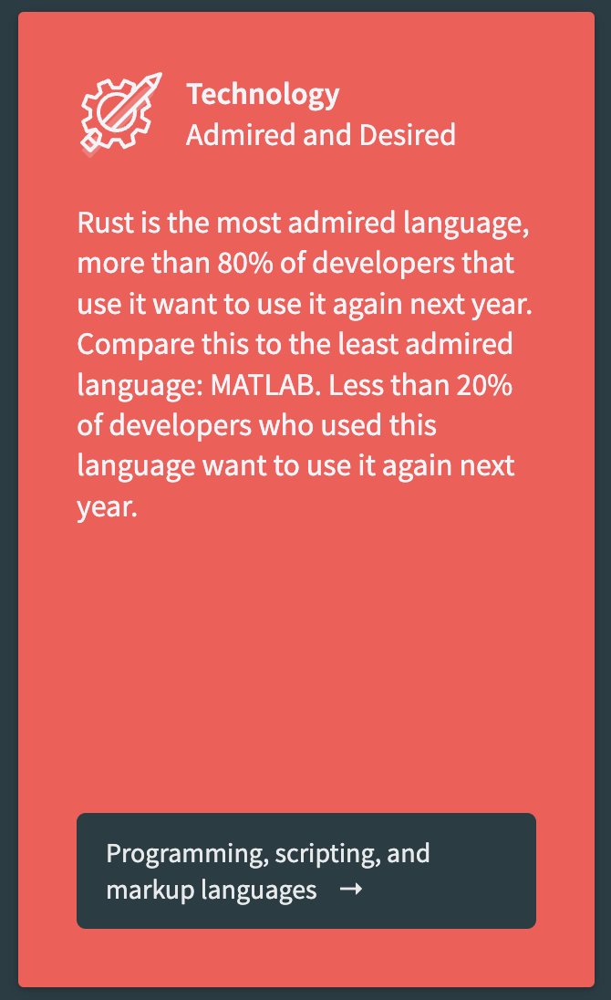 Technology
Admired and Desired
Rust is the most admired language,
more than 80% of developers that
use it want to use it again next year.
Compare this to the least admired
language: MATLAB. Less than 20%
of developers who used this
language want to use it again next
year.
Programming, scripting, and
markup languages →